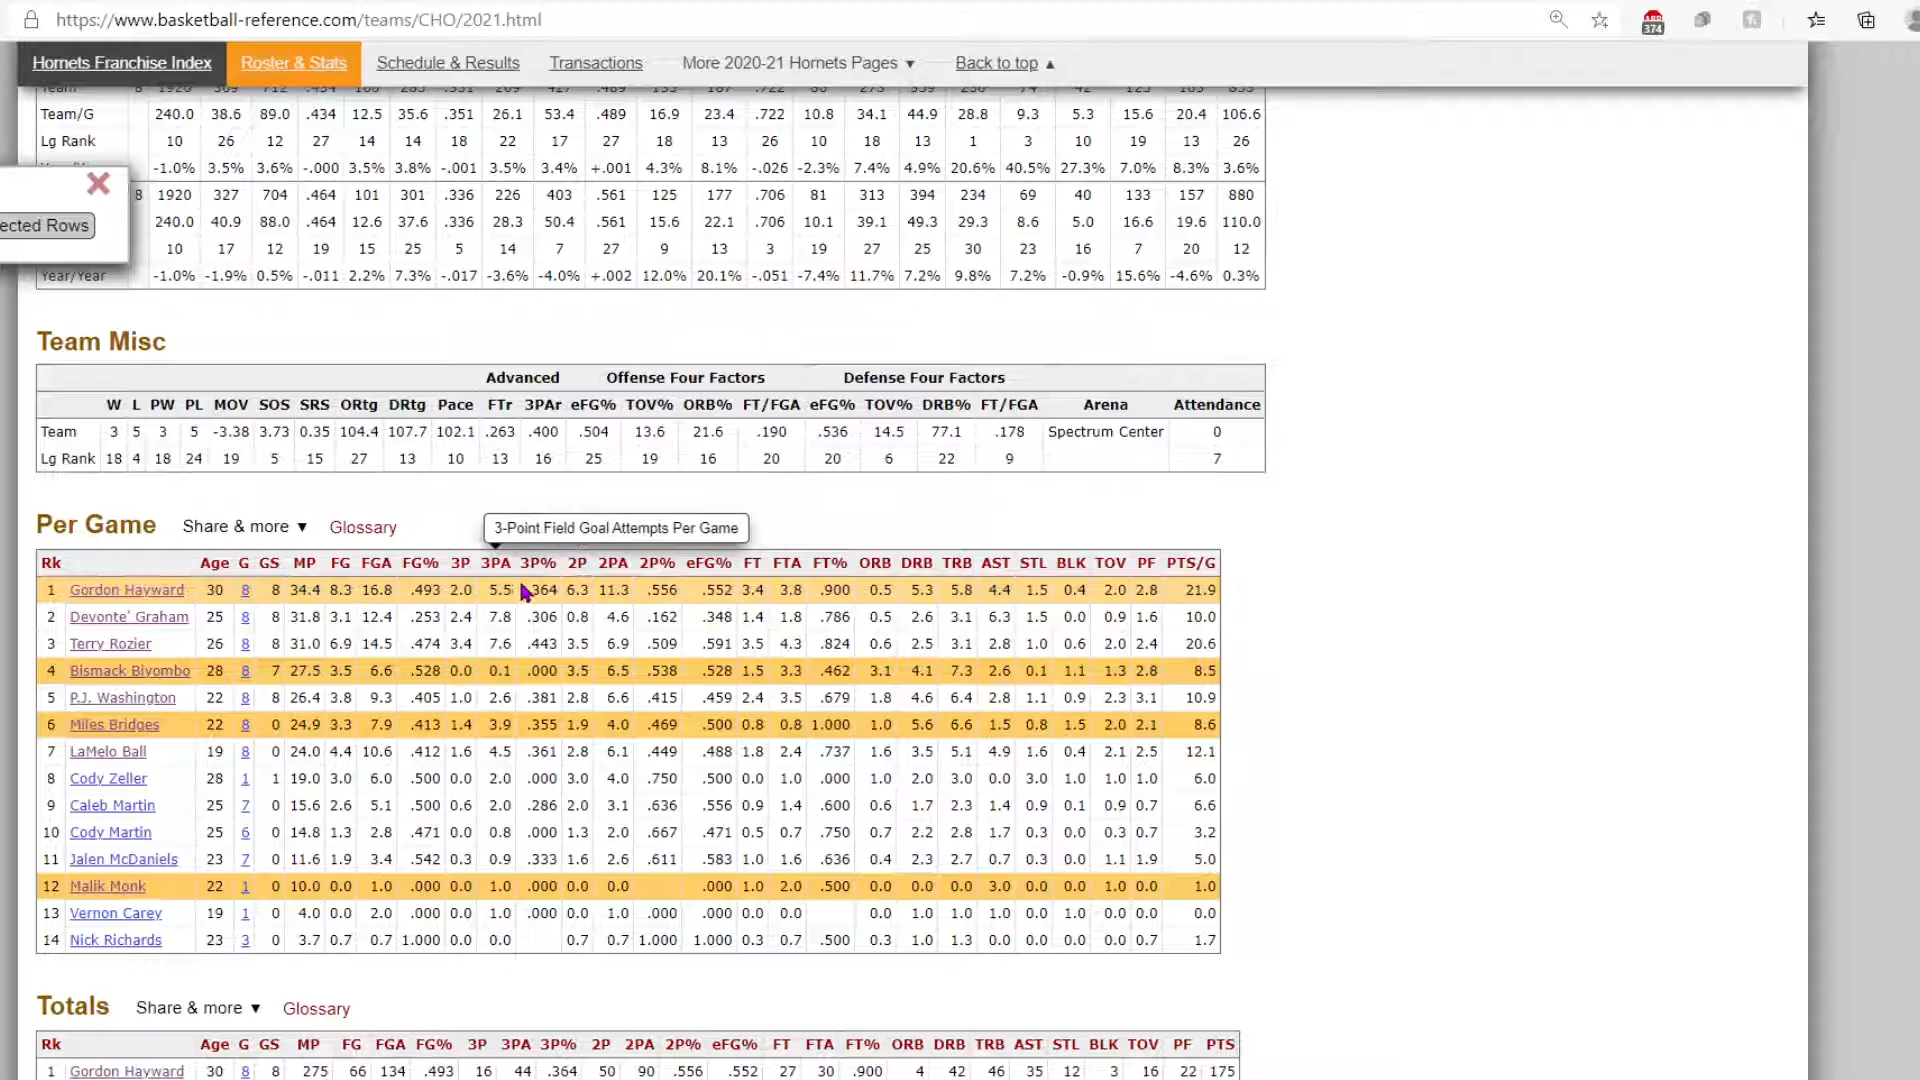 https://www.basketball-reference.com/teams/CHO/2021.html
374
Hornets Franchise Index Roster & Stats Schedule & Results Transactions More 2020-21 Hornets Pages ▼ Back to top ▲
Team/G 240.0 38.6 89.0 .434 12.5 35.6 .351 26.1 53.4 .489 16.9 23.4 .722 10.8 34.1 44.9 28.8 9.3 5.3 15.6 20.4 106.6
Lg Rank 10 26 12 27 14 14 18 22 17 27 18 13 26 10 18 13 1 3 10 19 13 26
-1.0% 3.5% 3.6% -.000 3.5% 3.8% -.001 3.5% 3.4% +.001 4.3% 8.1% -.026 -2.3% 7.4% 4.9% 20.6% 40.5% 27.3% 7.0% 8.3% 3.6%
8 1920 327 704 .464 101 301 .336 226 403 .561 125 177 .706 81 313 394 234 69 40 133 157 880
ected Rows 240.0 40.9 88.0 .464 12.6 37.6 .336 28.3 50.4 .561 15.6 22.1 .706 10.1 39.1 49.3 29.3 8.6 5.0 16.6 19.6 110.0
10 17 12 19 15 25 5 14 7 27 9 13 3 19 27 25 30 23 16 7 20 12
Year/Year -1.0% -1.9% 0.5% -.011 2.2% 7.3% -.017 -3.6% -4.0% +.002 12.0% 20.1% -.051 -7.4% 11.7% 7.2% 9.8% 7.2% -0.9% 15.6% -4.6% 0.3%
Team Misc
Advanced Offense Four Factors Defense Four Factors
W L PW PL MOV SOS SRS ORtg DRtg Pace FTr 3PAr eFG% TOV% ORB% FT/FGA eFG% TOV% DRB% FT/FGA Arena Attendance
Team 3 5 3 5 -3.38 3.73 0.35 104.4 107.7 102.1 .263 .400 .504 13.6 21.6 .190 .536 14.5 77.1 .178 Spectrum Center 0
Lg Rank 18 4 18 24 19 5 15 27 13 10 13 16 25 19 16 20 20 6 22 9 7
Per Game Share & more ▼ Glossary 3-Point Field Goal Attempts Per Game
Rk Age G GS MP FG FGA FG% 3P 3PA 3P% 2P 2PA 2P% eFG% FT FTA FT% ORB DRB TRB AST STL BLK TOV PF PTS/G
1 Gordon Hayward 30 8 8 34.4 8.3 16.8 .493 2.0 5.5 .364 6.3 11.3 .556 .552 3.4 3.8 .900 0.5 5.3 5.8 4.4 1.5 0.4 2.0 2.8 21.9
2 Devonte' Graham 25 8 8 31.8 3.1 12.4 .253 2.4 7.8 .306 0.8 4.6 .162 .348 1.4 1.8 .786 0.5 2.6 3.1 6.3 1.5 0.0 0.9 1.6 10.0
3 Terry Rozier 26 8 8 31.0 6.9 14.5 .474 3.4 7.6 .443 3.5 6.9 .509 .591 3.5 4.3 .824 0.6 2.5 3.1 2.8 1.0 0.6 2.0 2.4 20.6
4 Bismack Biyombo 28 8 7 27.5 3.5 6.6 .528 0.0 0.1 .000 3.5 6.5 .538 .528 1.5 3.3 .462 3.1 4.1 7.3 2.6 0.1 1.1 1.3 2.8 8.5
5 P.J. Washington 22 8 8 26.4 3.8 9.3 .405 1.0 2.6 .381 2.8 6.6 .415 .459 2.4 3.5 .679 1.8 4.6 6.4 2.8 1.1 0.9 2.3 3.1 10.9
6 Miles Bridges 22 8 0 24.9 3.3 7.9 .413 1.4 3.9 .355 1.9 4.0 .469 .500 0.8 0.8 1.000 1.0 5.6 6.6 1.5 0.8 1.5 2.0 2.1 8.6
7 LaMelo Ball 19 8 0 24.0 4.4 10.6 .412 1.6 4.5 .361 2.8 6.1 .449 .488 1.8 2.4 .737 1.6 3.5 5.1 4.9 1.6 0.4 2.1 2.5 12.1
8 Cody Zeller 28 1 1 19.0 3.0 6.0 .500 0.0 2.0 .000 3.0 4.0 .750 .500 0.0 1.0 .000 1.0 2.0 3.0 0.0 3.0 1.0 1.0 1.0 6.0
9 Caleb Martin 25 7 0 15.6 2.6 5.1 .500 0.6 2.0 .286 2.0 3.1 .636 .556 0.9 1.4 .600 0.6 1.7 2.3 1.4 0.9 0.1 0.9 0.7 6.6
10 Cody Martin 25 6 0 14.8 1.3 2.8 .471 0.0 0.8 .000 1.3 2.0 .667 .471 0.5 0.7 .750 0.7 2.2 2.8 1.7 0.3 0.0 0.3 0.7 3.2
11 Jalen McDaniels 23 7 0 11.6 1.9 3.4 .542 0.3 0.9 .333 1.6 2.6 .611 .583 1.0 1.6 .636 0.4 2.3 2.7 0.7 0.3 0.0 1.1 1.9 5.0
12 Malik Monk 22 1 0 10.0 0.0 1.0 .000 0.0 1.0 .000 0.0 0.0 .000 1.0 2.0 .500 0.0 0.0 0.0 3.0 0.0 0.0 1.0 0.0 1.0
13 Vernon Carey 19 1 0 4.0 0.0 2.0 .000 0.0 1.0 .000 0.0 1.0 .000 .000 0.0 0.0 0.0 1.0 1.0 1.0 0.0 1.0 0.0 0.0 0.0
14 Nick Richards 23 3 0 3.7 0.7 0.7 1.000 0.0 0.0 0.7 0.7 1.000 1.000 0.3 0.7 .500 0.3 1.0 1.3 0.0 0.0 0.0 0.0 0.7 1.7
Totals Share & more ▼ Glossary
Rk Age G GS MP FG FGA FG% 3P 3PA 3P% 2P 2PA 2P% eFG% FT FTA FT% ORB DRB TRB AST STL BLK TOV PF PTS
1 Gordon Hayward 30 8 8 275 66 134 .493 16 44 .364 50 90 .556 .552 27 30 .900 4 42 46 35 12 3 16 22 175